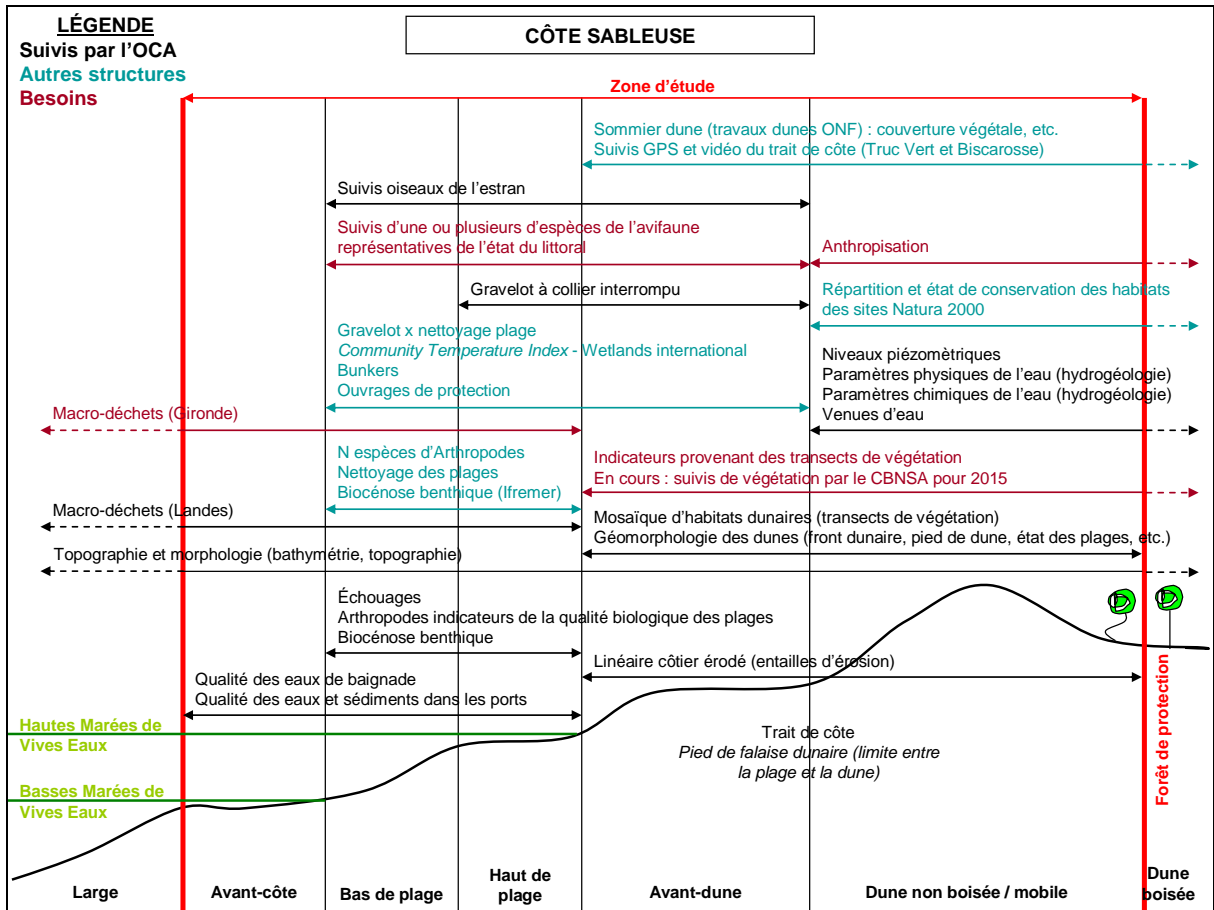 LÉGENDE
Suivis par l'OCA
Autres structures
Besoins
CÔTE SABLEUSE
Zone d'étude
Sommier dune (travaux dunes ONF) : couverture végétale, etc.
Suivis GPS et vidéo du trait de côte (Truc Vert et Biscarosse)
Suivis oiseaux de l'estran
Suivis d'une ou plusieurs d'espèces de l'avifaune
représentatives de l'état du littoral
Anthropisation
Gravelot à collier interrompu
Répartition et état de conservation des habitats
des sites Natura 2000
Gravelot x nettoyage plage
Community Temperature Index - Wetlands international
Bunkers
Ouvrages de protection
Niveaux piézomètriques
Paramètres physiques de l'eau (hydrogéologie)
Paramètres chimiques de l'eau (hydrogéologie)
Venues d'eau
Macro-déchets (Gironde)
N espèces d'Arthropodes
Nettoyage des plages
Biocénose benthique (Ifremer)
Indicateurs provenant des transects de végétation
En cours : suivis de végétation par le CBNSA pour 2015
Macro-déchets (Landes)
Mosaïque d'habitats dunaires (transects de végétation)
Géomorphologie des dunes (front dunaire, pied de dune, état des plages, etc.)
Topographie et morphologie (bathymétrie, topographie)
Échouages
Arthropodes indicateurs de la qualité biologique des plages
Biocénose benthique
Linéaire côtier érodé (entailles d'érosion)
Qualité des eaux de baignade
Qualité des eaux et sédiments dans les ports
Hautes Marées de
Vives Eaux
Trait de côte
Pied de falaise dunaire (limite entre
la plage et la dune)
Basses Marées de
Vives Eaux
Forêt de protection
Large
Avant-côte
Bas de plage
Haut de
plage
Avant-dune
Dune non boisée / mobile
Dune
boisée